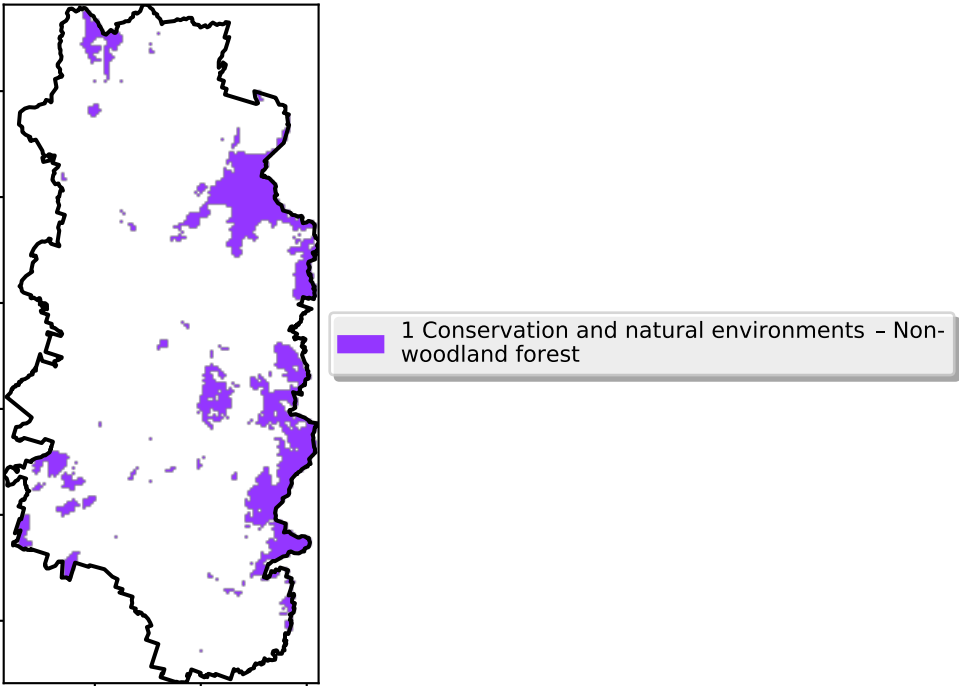 1 Conservation and natural environments – Non-
woodland forest